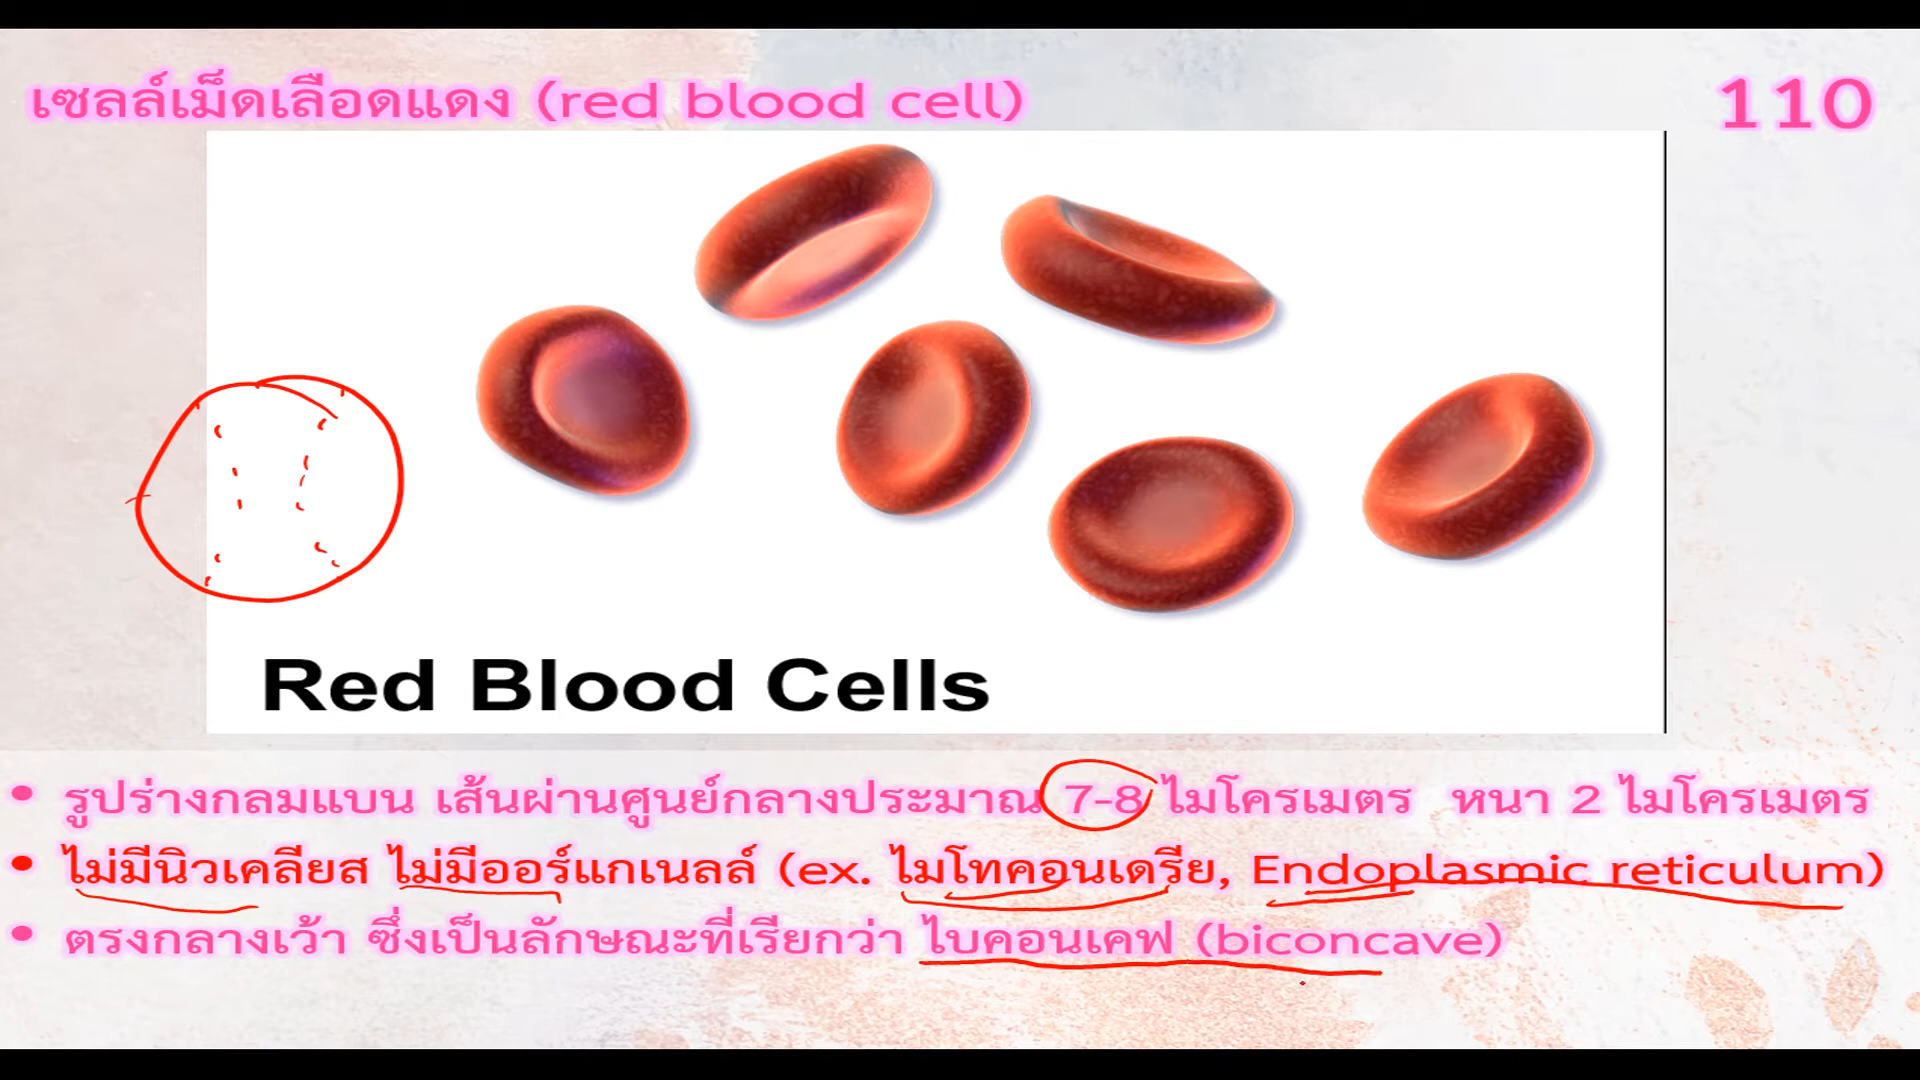 เซลล์เม็ดเลือดแดง (red blood cell)
110
Red Blood Cells
• รูปร่างกลมแบน เส้นผ่านศูนย์กลางประมาณ 7-8 ไมโครเมตร หนา 2 ไมโครเมตร
• ไม่มีนิวเคลียส ไม่มีออร์แกเนลล์ (ex. ไมโทคอนเดรีย, Endoplasmic reticulum)
• ตรงกลางเว้า ซึ่งเป็นลักษณะที่เรียกว่า ไบคอนเคฟ (biconcave)